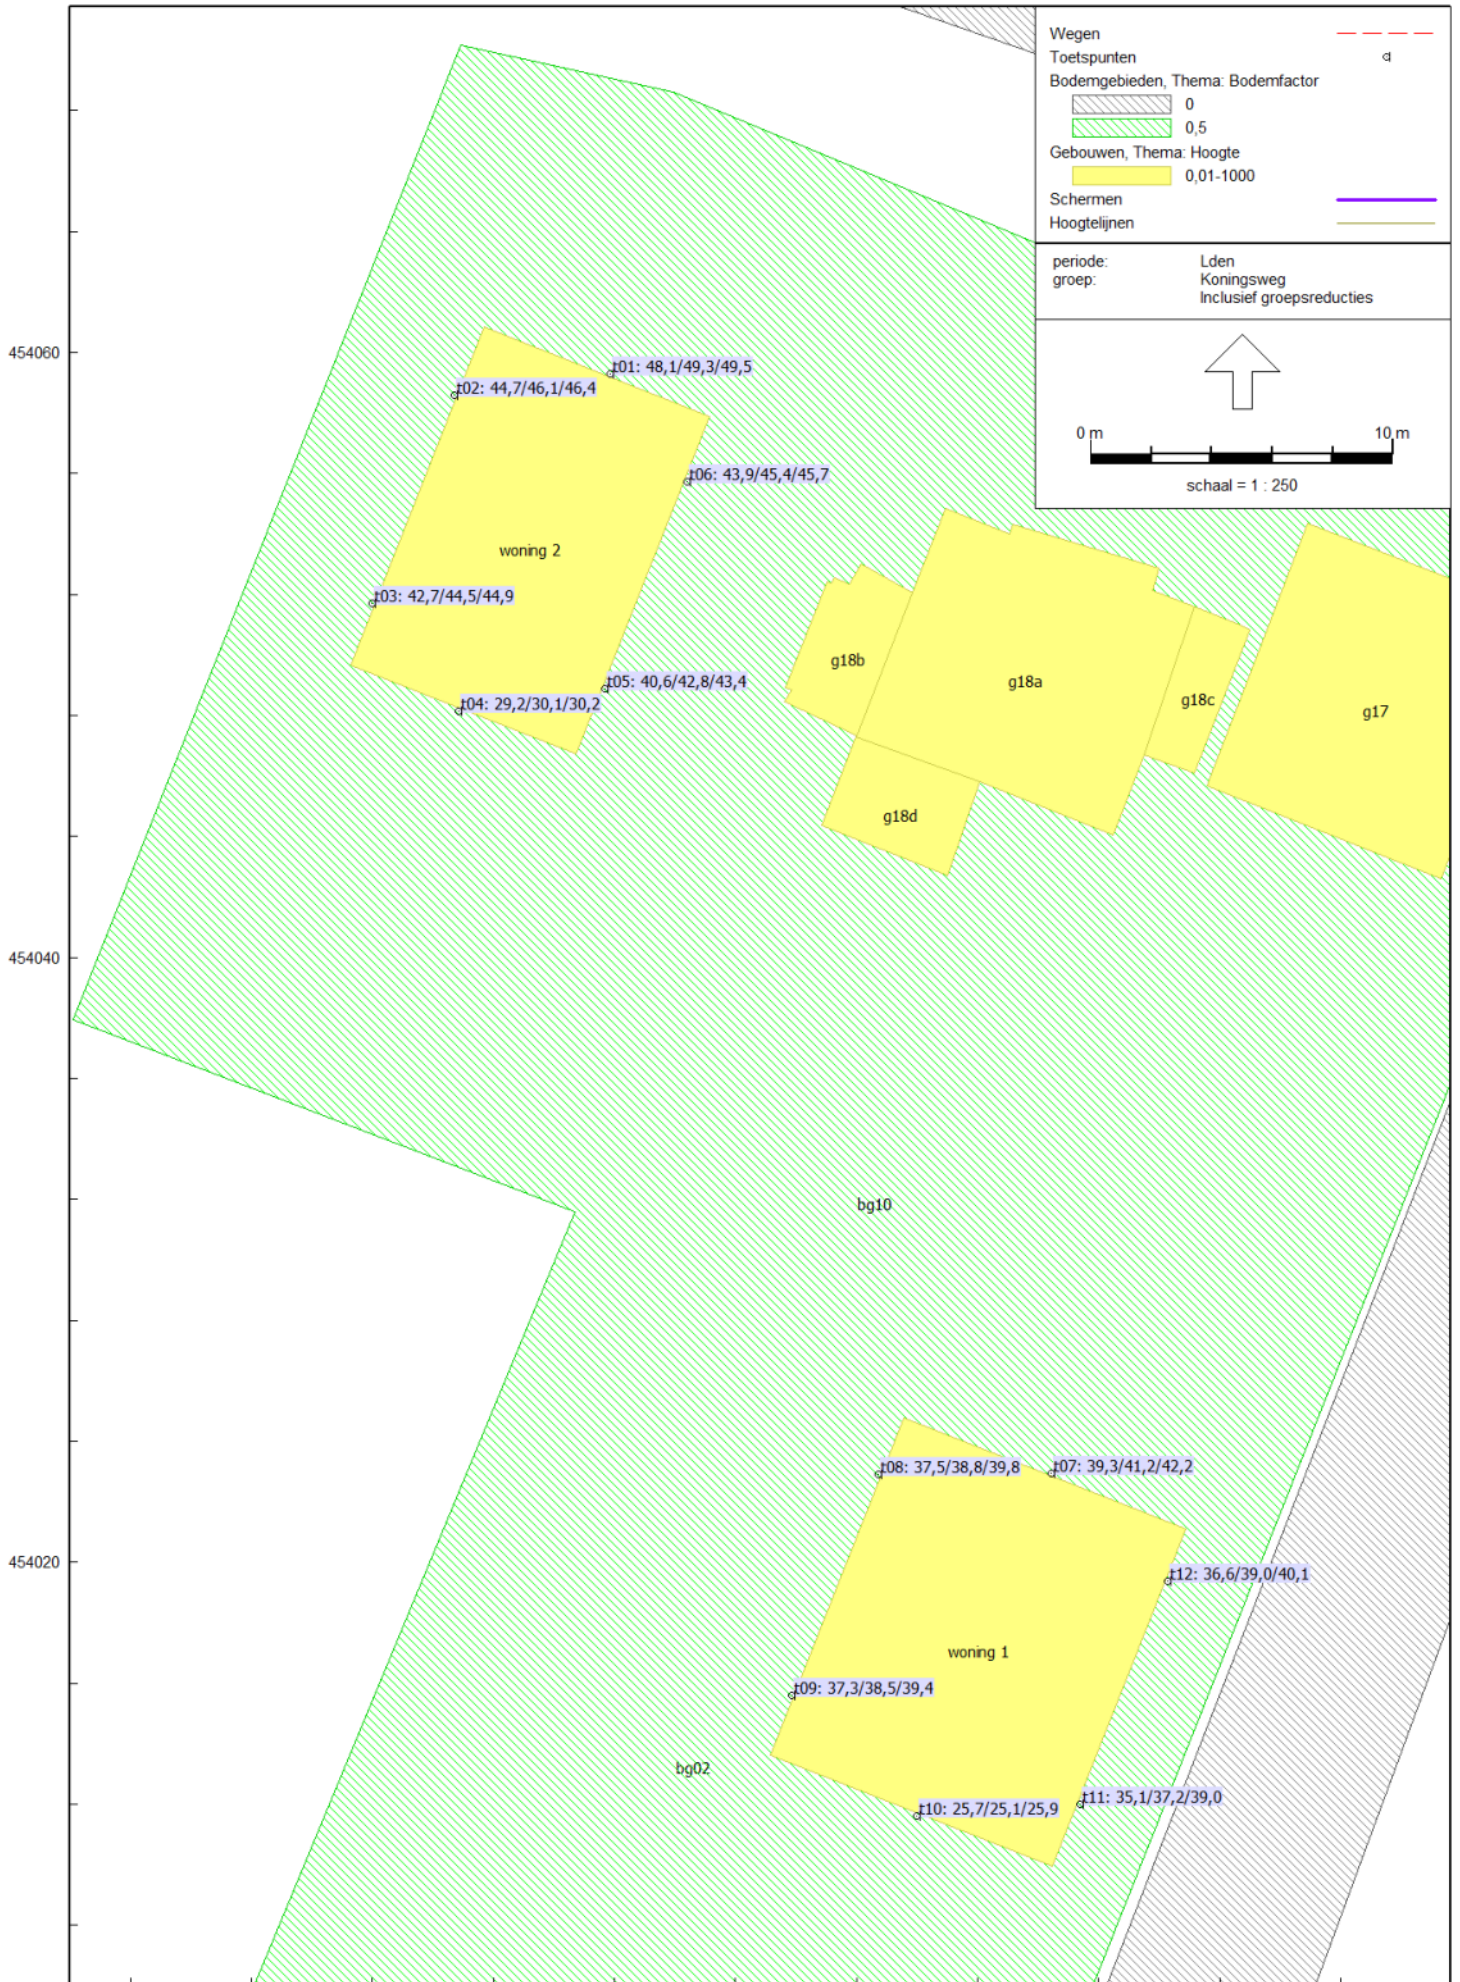 Wegen
Toetspunten
Bodemgebieden, Thema: Bodemfactor
0
0,5
Gebouwen, Thema: Hoogte
0,01-1000
Schermen
Hoogtelijnen
periode: Lden
groep: Koningsweg
Inclusief groepsreducties
0 m 10 m
schaal = 1 : 250
454060
t01: 48,1/49,3/49,5
t02: 44,7/46,1/46,4
t06: 43,9/45,4/45,7
woning 2
t03: 42,7/44,5/44,9
g18b
t05: 40,6/42,8/43,4
g18a
t04: 29,2/30,1/30,2
g18c
g17
g18d
454040
bg10
t08: 37,5/38,8/39,8
t07: 39,3/41,2/42,2
454020
t12: 36,6/39,0/40,1
woning 1
t09: 37,3/38,5/39,4
bg02
t11: 35,1/37,2/39,0
t10: 25,7/25,1/25,9